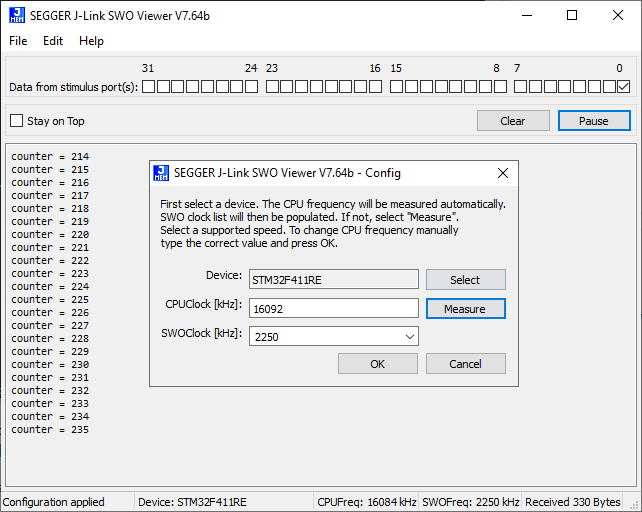 SEGGER J-Link SWO Viewer V7.64b
File Edit Help
31 24 23 16 15 8 7 0
Data from stimulus port(s):
Stay on Top Clear Pause
counter = 214
counter = 215
counter = 216
counter = 217
counter = 218
counter = 219
counter = 220
counter = 221
counter = 222
counter = 223
counter = 224
counter = 225
counter = 226
counter = 227
counter = 228
counter = 229
counter = 230
counter = 231
counter = 232
counter = 233
counter = 234
counter = 235
J MEM SEGGER J-Link SWO Viewer V7.64b - Config
First select a device. The CPU frequency will be measured automatically.
SWO clock list will then be populated. If not, select "Measure".
Select a supported speed. To change CPU frequency manually
type the correct value and press OK.
Device: STM32F411RE Select
CPUClock [kHz]: 16092 Measure
SWOClock [kHz]: 2250
OK Cancel
Configuration applied Device: STM32F411RE CPUFreq: 16084 kHz SWOFreq: 2250 kHz Received 330 Bytes